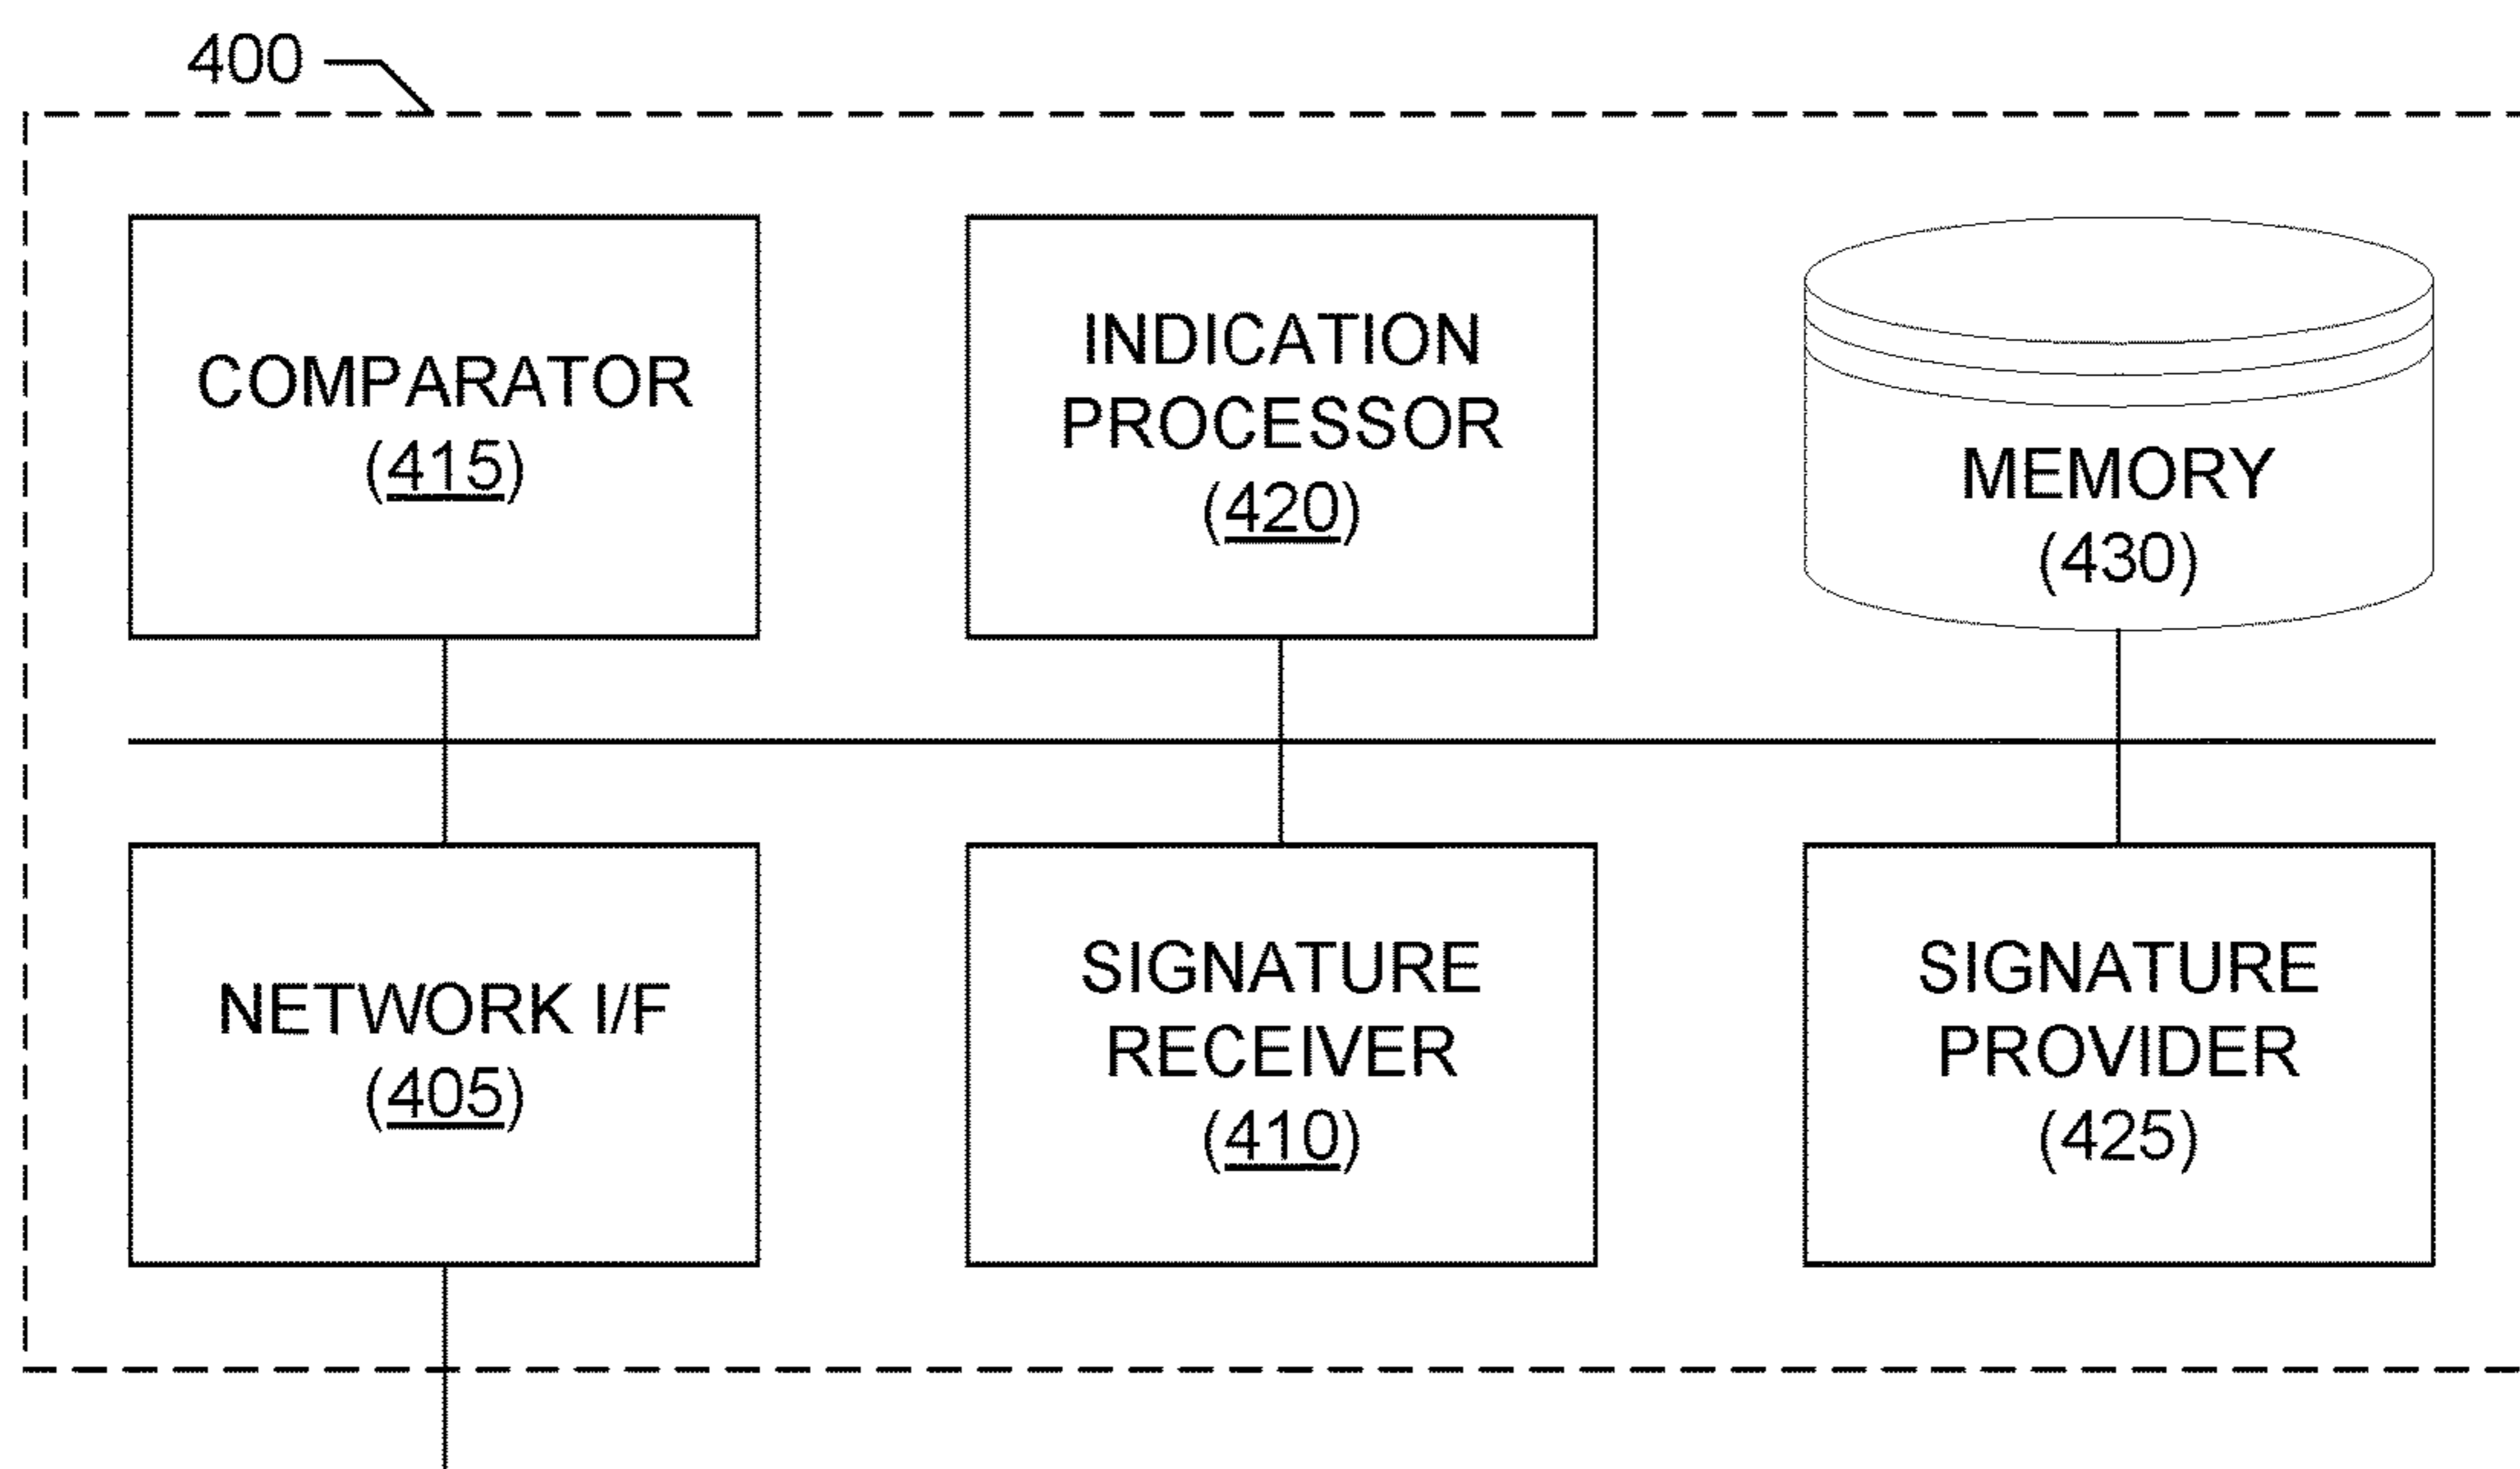 400
COMPARATOR
(415)
INDICATION
PROCESSOR
(420)
MEMORY
(430)
NETWORK I/F
(405)
SIGNATURE
RECEIVER
(410)
SIGNATURE
PROVIDER
(425)